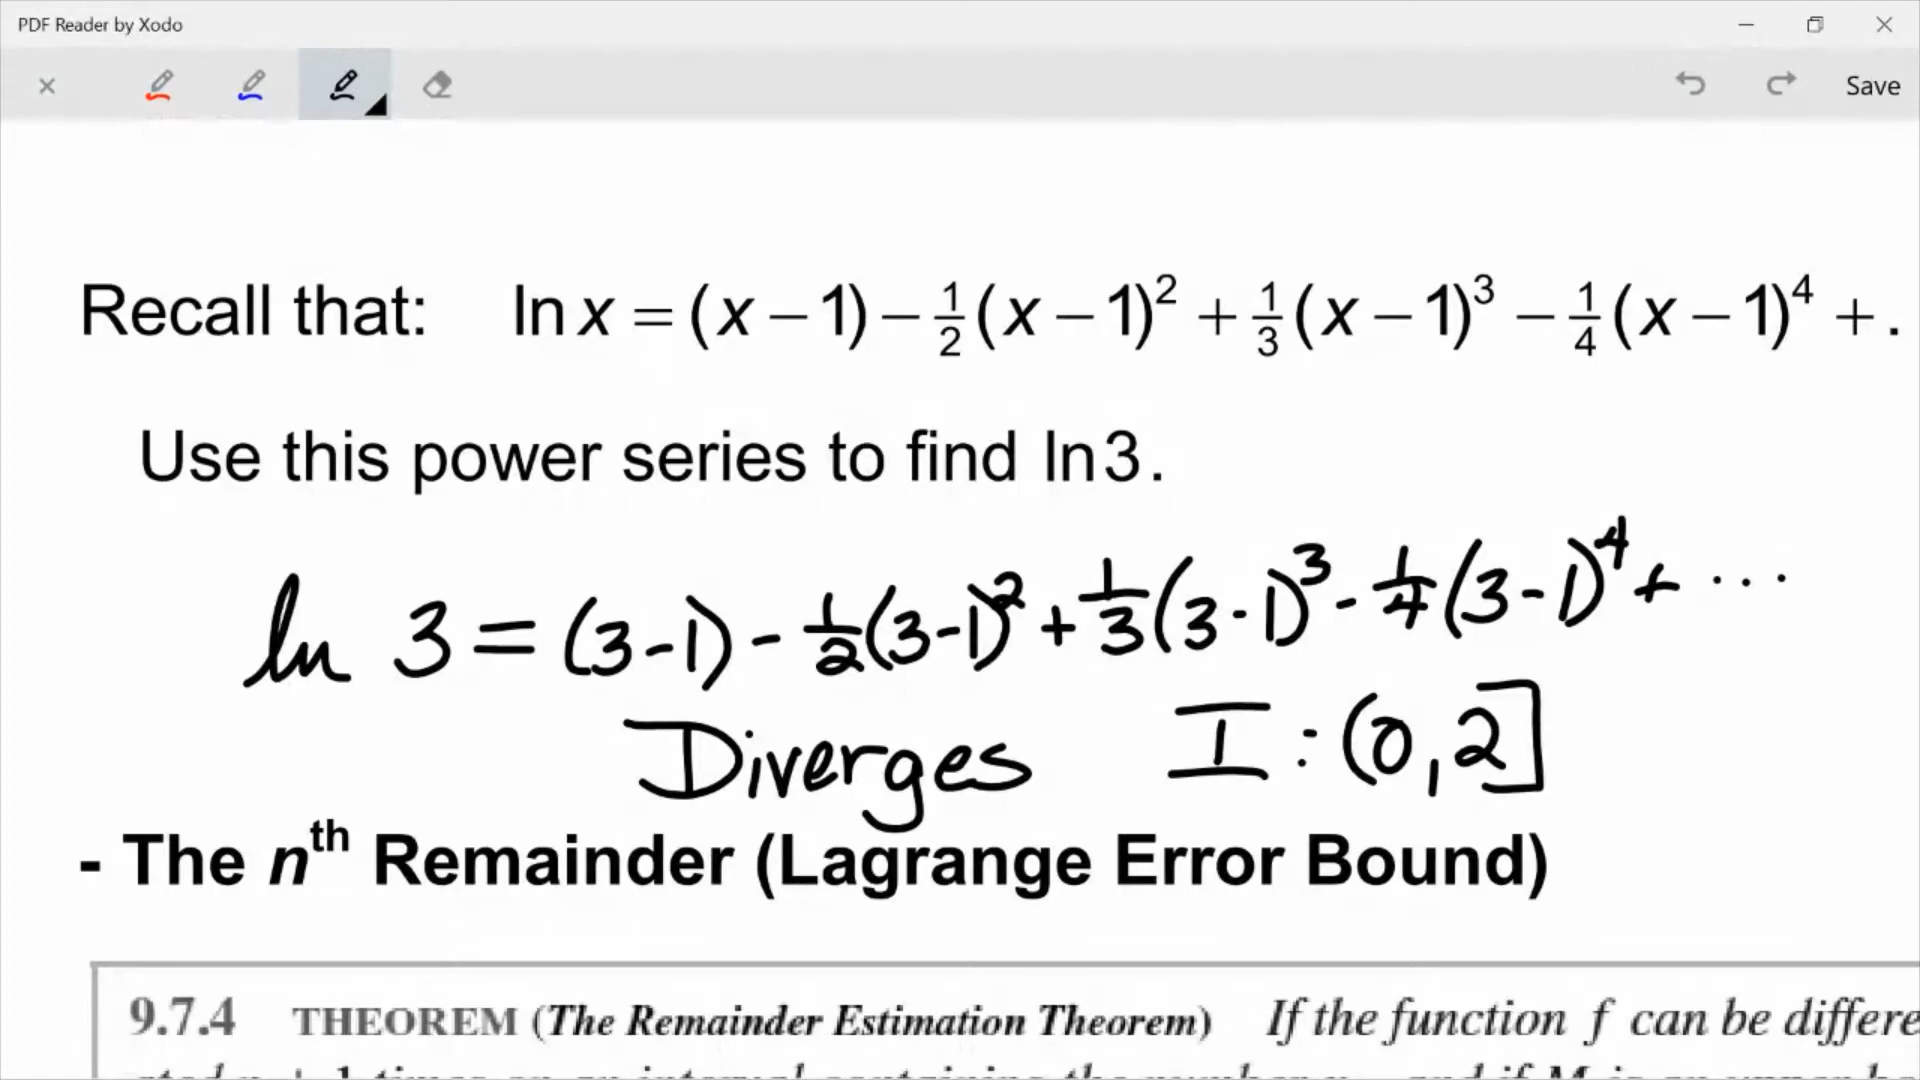 PDF Reader by Xodo
Save
Recall that: ln x = (x − 1) − 1/2 (x − 1)² + 1/3 (x − 1)³ − 1/4 (x − 1)⁴ + .
Use this power series to find ln 3.
ln 3 = (3-1) - 1/2 (3-1)² + 1/3 (3-1)³ - 1/4 (3-1)⁴ + ...
Diverges I : (0,2]
- The nth Remainder (Lagrange Error Bound)
9.7.4 THEOREM (The Remainder Estimation Theorem) If the function f can be differe